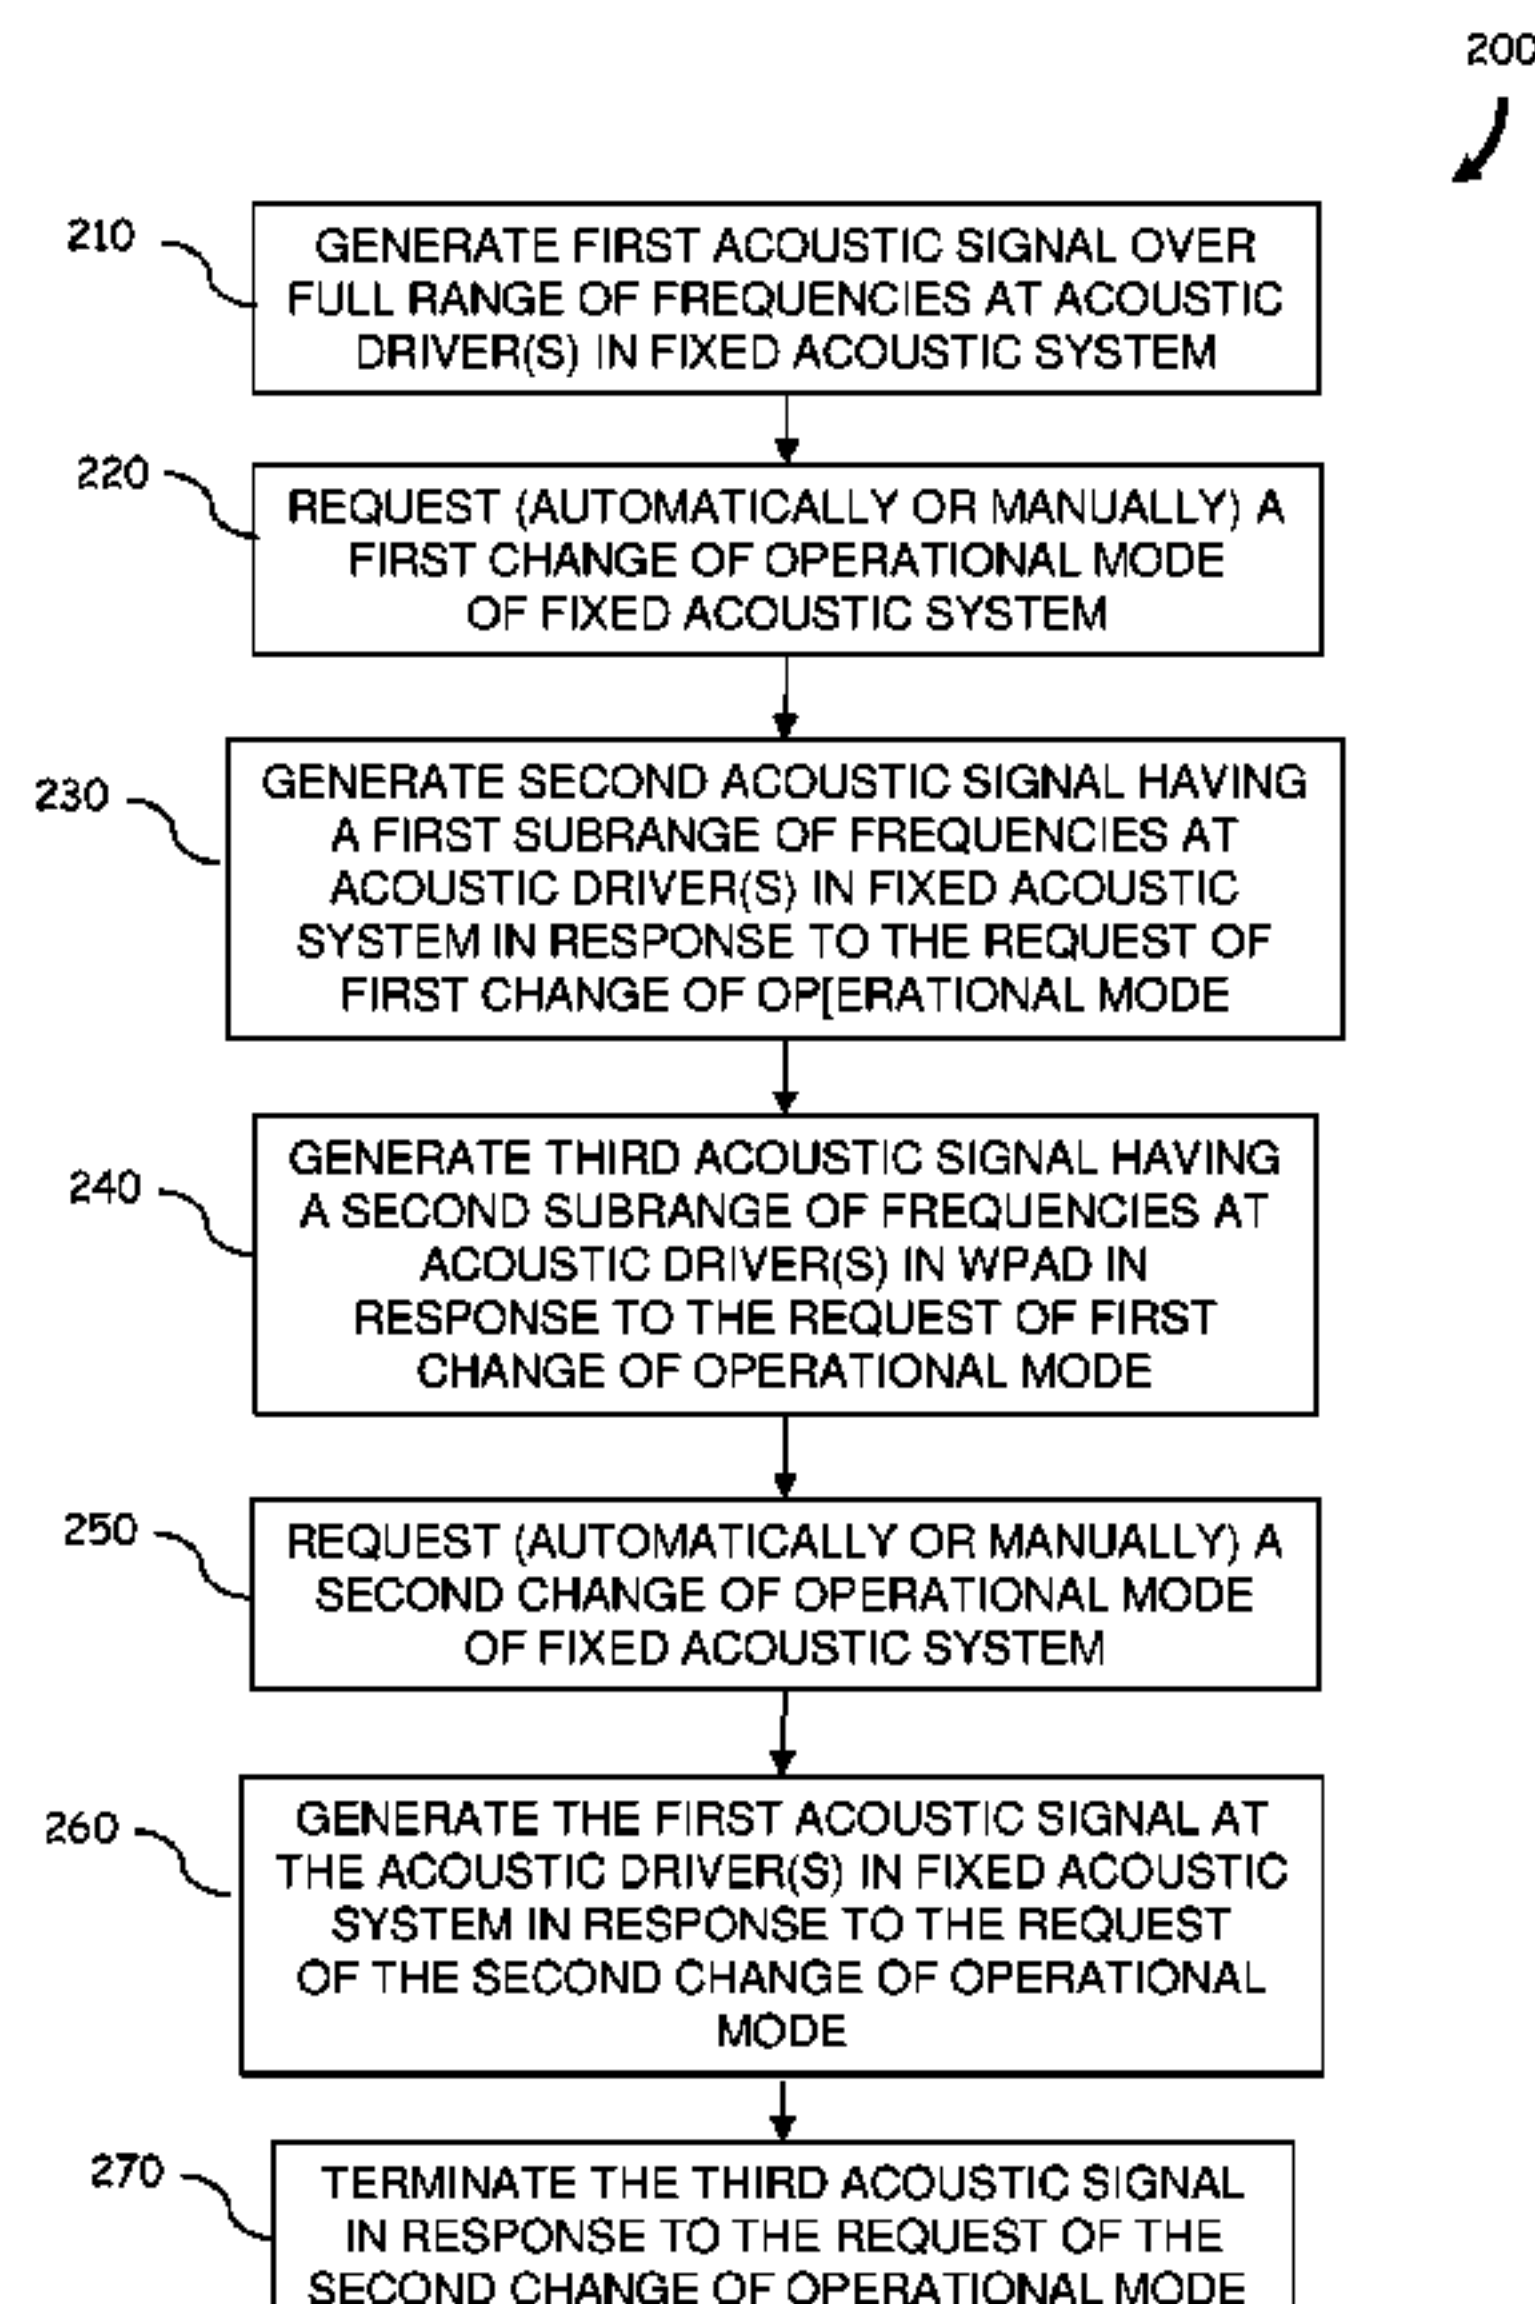 200
210
GENERATE FIRST ACOUSTIC SIGNAL OVER
FULL RANGE OF FREQUENCIES AT ACOUSTIC
DRIVER(S) IN FIXED ACOUSTIC SYSTEM
220
REQUEST (AUTOMATICALLY OR MANUALLY) A
FIRST CHANGE OF OPERATIONAL MODE
OF FIXED ACOUSTIC SYSTEM
230
GENERATE SECOND ACOUSTIC SIGNAL HAVING
A FIRST SUBRANGE OF FREQUENCIES AT
ACOUSTIC DRIVER(S) IN FIXED ACOUSTIC
SYSTEM IN RESPONSE TO THE REQUEST OF
FIRST CHANGE OF OP[ERATIONAL MODE
240
GENERATE THIRD ACOUSTIC SIGNAL HAVING
A SECOND SUBRANGE OF FREQUENCIES AT
ACOUSTIC DRIVER(S) IN WPAD IN
RESPONSE TO THE REQUEST OF FIRST
CHANGE OF OPERATIONAL MODE
250
REQUEST (AUTOMATICALLY OR MANUALLY) A
SECOND CHANGE OF OPERATIONAL MODE
OF FIXED ACOUSTIC SYSTEM
260
GENERATE THE FIRST ACOUSTIC SIGNAL AT
THE ACOUSTIC DRIVER(S) IN FIXED ACOUSTIC
SYSTEM IN RESPONSE TO THE REQUEST
OF THE SECOND CHANGE OF OPERATIONAL
MODE
270
TERMINATE THE THIRD ACOUSTIC SIGNAL
IN RESPONSE TO THE REQUEST OF THE
SECOND CHANGE OF OPERATIONAL MODE